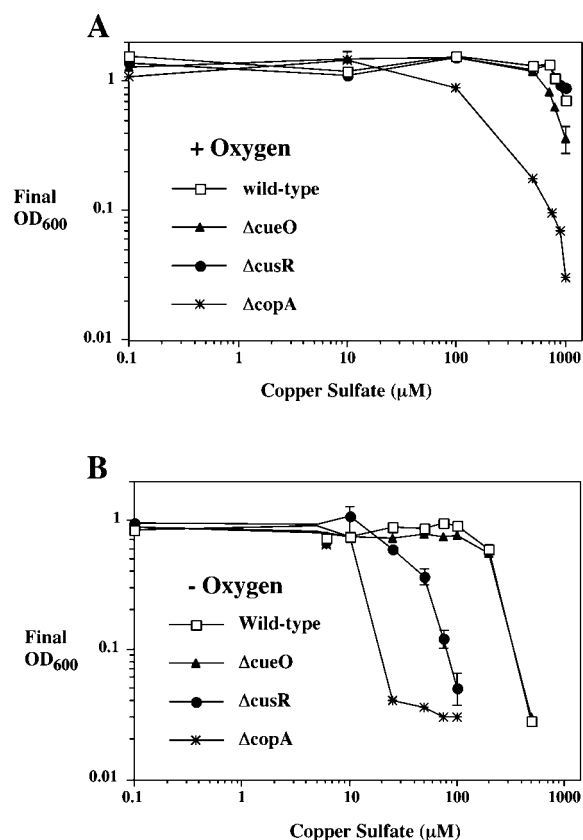 A
1
0.1
0.01
Final
OD600
+ Oxygen
wild-type
ΔcueO
ΔcusR
ΔcopA
0.1 1 10 100 1000
Copper Sulfate (µM)
B
1
0.1
0.01
Final
OD600
- Oxygen
Wild-type
ΔcueO
ΔcusR
ΔcopA
0.1 1 10 100 1000
Copper Sulfate (µM)